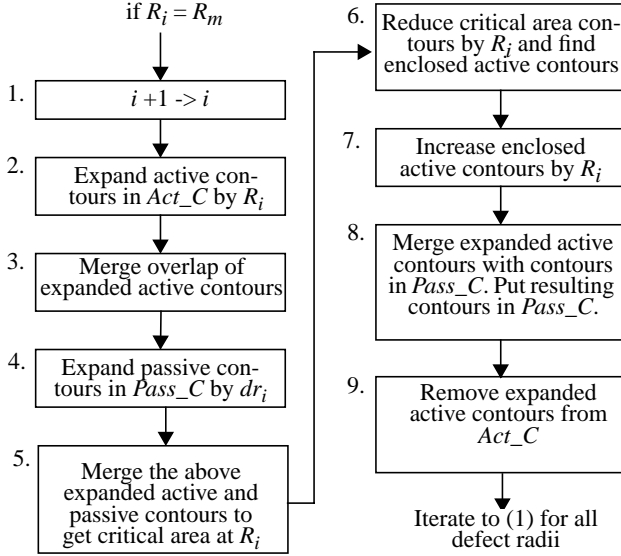 if R_i = R_m
1.
i +1 -> i
2.
Expand active con-
tours in Act_C by R_i
3.
Merge overlap of
expanded active contours
4.
Expand passive con-
tours in Pass_C by dr_i
5.
Merge the above
expanded active and
passive contours to
get critical area at R_i
6.
Reduce critical area con-
tours by R_i and find
enclosed active contours
7.
Increase enclosed
active contours by R_i
8.
Merge expanded active
contours with contours
in Pass_C. Put resulting
contours in Pass_C.
9.
Remove expanded
active contours from
Act_C
Iterate to (1) for all
defect radii